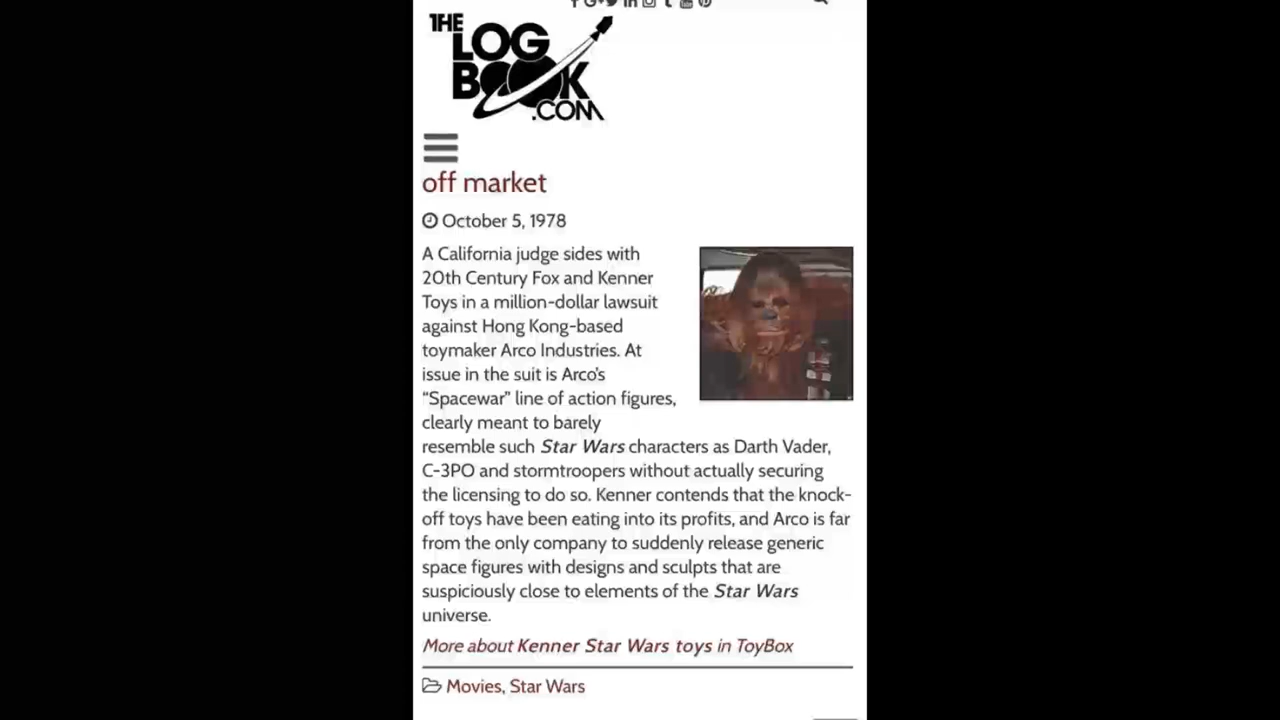 THE
LOG
BOOK
.COM
off market
October 5, 1978
A California judge sides with
20th Century Fox and Kenner
Toys in a million-dollar lawsuit
against Hong Kong-based
toymaker Arco Industries. At
issue in the suit is Arco's
“Spacewar” line of action figures,
clearly meant to barely
resemble such Star Wars characters as Darth Vader,
C-3PO and stormtroopers without actually securing
the licensing to do so. Kenner contends that the knock-
off toys have been eating into its profits, and Arco is far
from the only company to suddenly release generic
space figures with designs and sculpts that are
suspiciously close to elements of the Star Wars
universe.
More about Kenner Star Wars toys in ToyBox
Movies, Star Wars